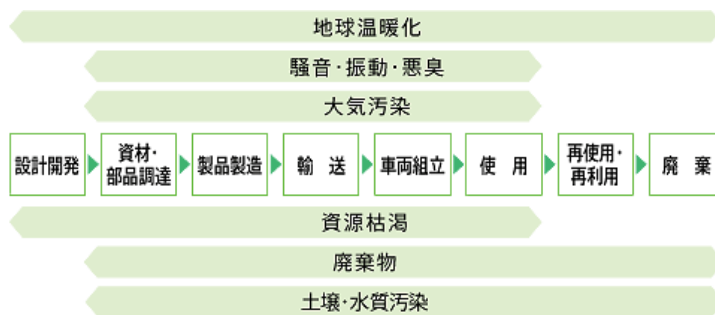 地球温暖化
騒音･振動･悪臭
大気汚染
設計開発
資材･
部品調達
製品製造
輸　送
車両組立
使　用
再使用･
再利用
廃　棄
資源枯渇
廃棄物
土壌･水質汚染